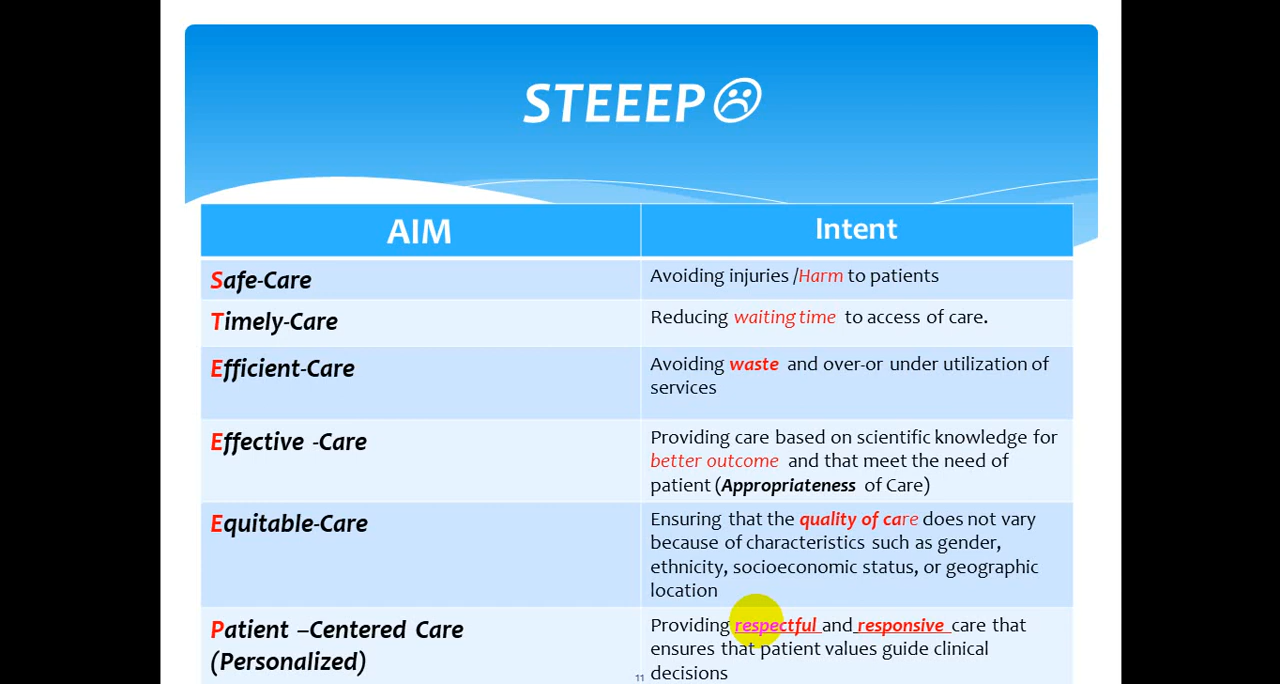 STEEEP☹
AIM
Intent
Safe-Care
Avoiding injuries /Harm to patients
Timely-Care
Reducing waiting time to access of care.
Efficient-Care
Avoiding waste and over-or under utilization of
services
Effective -Care
Providing care based on scientific knowledge for
better outcome and that meet the need of
patient (Appropriateness of Care)
Equitable-Care
Ensuring that the quality of care does not vary
because of characteristics such as gender,
ethnicity, socioeconomic status, or geographic
location
Patient –Centered Care
(Personalized)
Providing respectful and responsive care that
ensures that patient values guide clinical
decisions
11